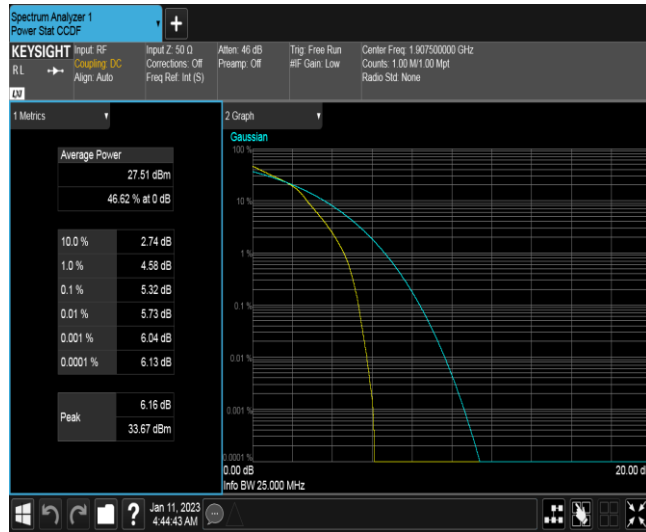 Spectrum Analyzer 1
Power Stat CCDF
+
KEYSIGHT
RL
LXI
Input: RF
Coupling: DC
Align: Auto
Input Z: 50 Ω
Corrections: Off
Freq Ref: Int (S)
Atten: 46 dB
Preamp: Off
Trig: Free Run
#IF Gain: Low
Center Freq: 1.907500000 GHz
Counts: 1.00 M/1.00 Mpt
Radio Std: None
1 Metrics
Average Power
27.51 dBm
46.62 % at 0 dB
10.0 % 2.74 dB
1.0 % 4.58 dB
0.1 % 5.32 dB
0.01 % 5.73 dB
0.001 % 6.04 dB
0.0001 % 6.13 dB
Peak
6.16 dB
33.67 dBm
2 Graph
Gaussian
100 %
10 %
1 %
0.1 %
0.01 %
0.001 %
0.0001 %
0.00 dB
20.00 d
Info BW 25.000 MHz
?
Jan 11, 2023
4:44:43 AM